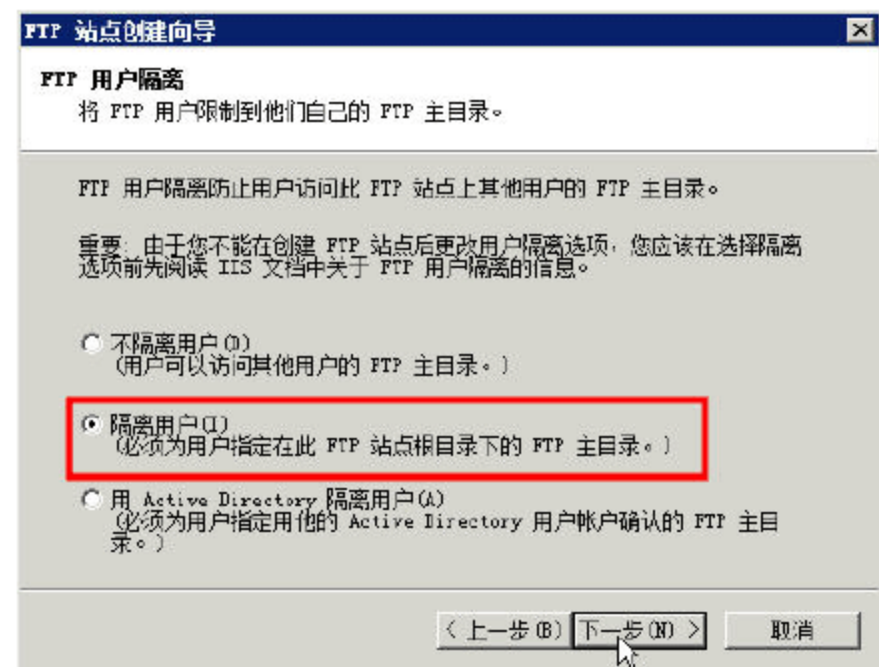 FTP 站点创建向导
FTP 用户隔离
将 FTP 用户限制到他们自己的 FTP 主目录。
FTP 用户隔离防止用户访问此 FTP 站点上其他用户的 FTP 主目录。
重要: 由于您不能在创建 FTP 站点后更改用户隔离选项，您应该在选择隔离
选项前先阅读 IIS 文档中关于 FTP 用户隔离的信息。
不隔离用户(D)
(用户可以访问其他用户的 FTP 主目录。)
隔离用户(I)
(必须为用户指定在此 FTP 站点根目录下的 FTP 主目录。)
用 Active Directory 隔离用户(A)
(必须为用户指定用他的 Active Directory 用户帐户确认的 FTP 主目
录。)
< 上一步(B) 下一步(N) > 取消